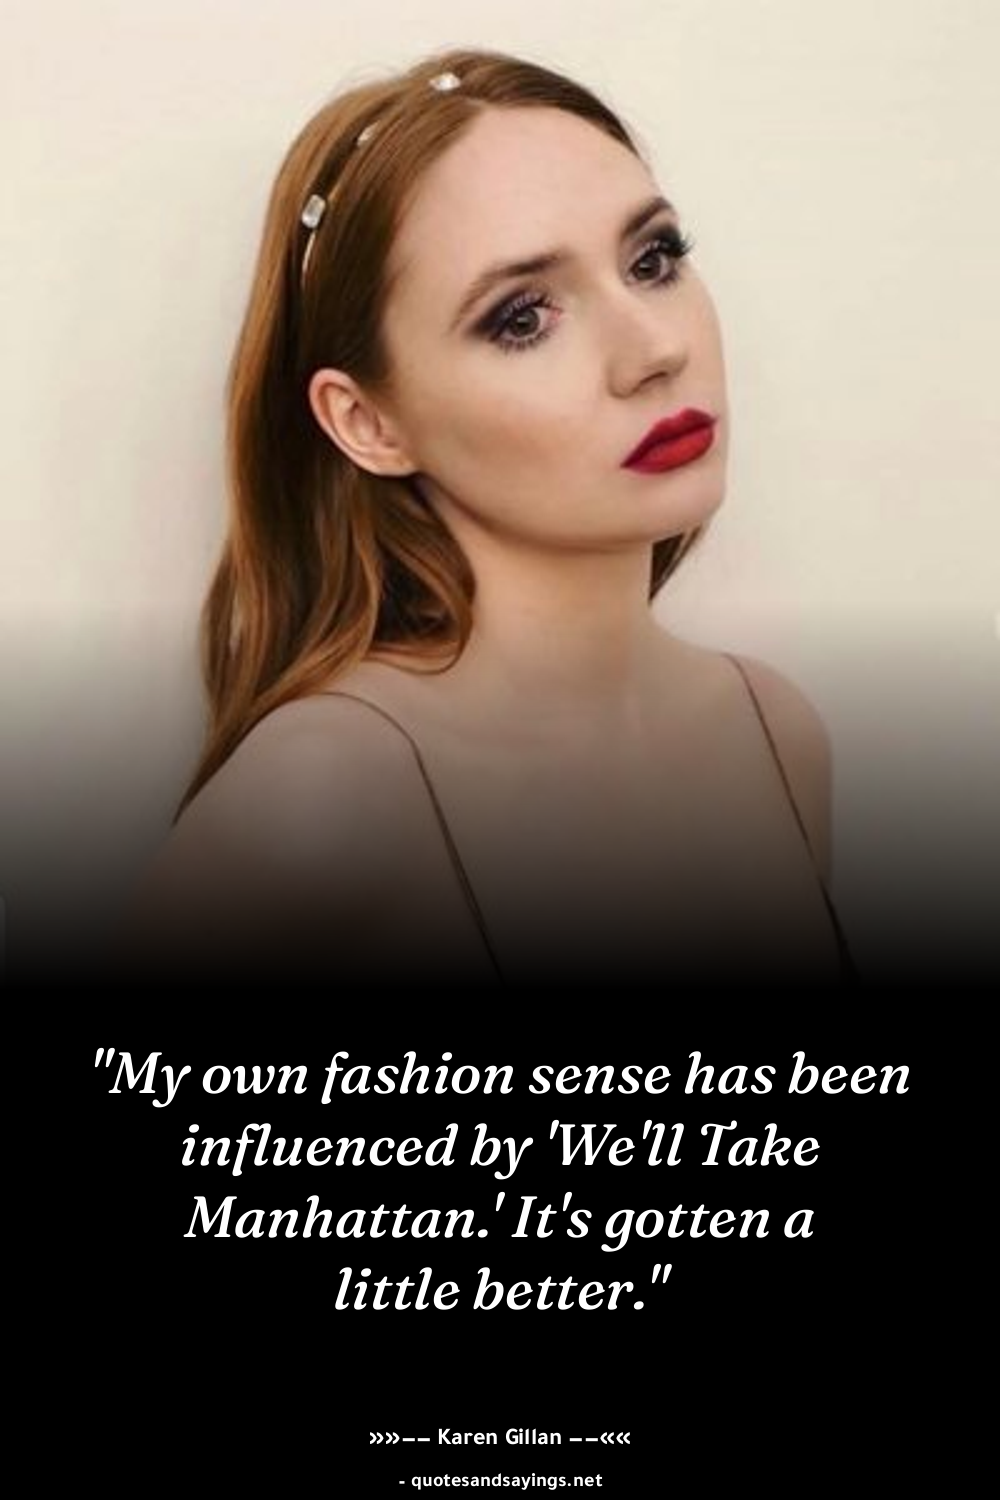 "My own fashion sense has been
influenced by 'We'll Take
Manhattan.' It's gotten a
little better."
»»−− Karen Gillan −−««
- quotesandsayings.net